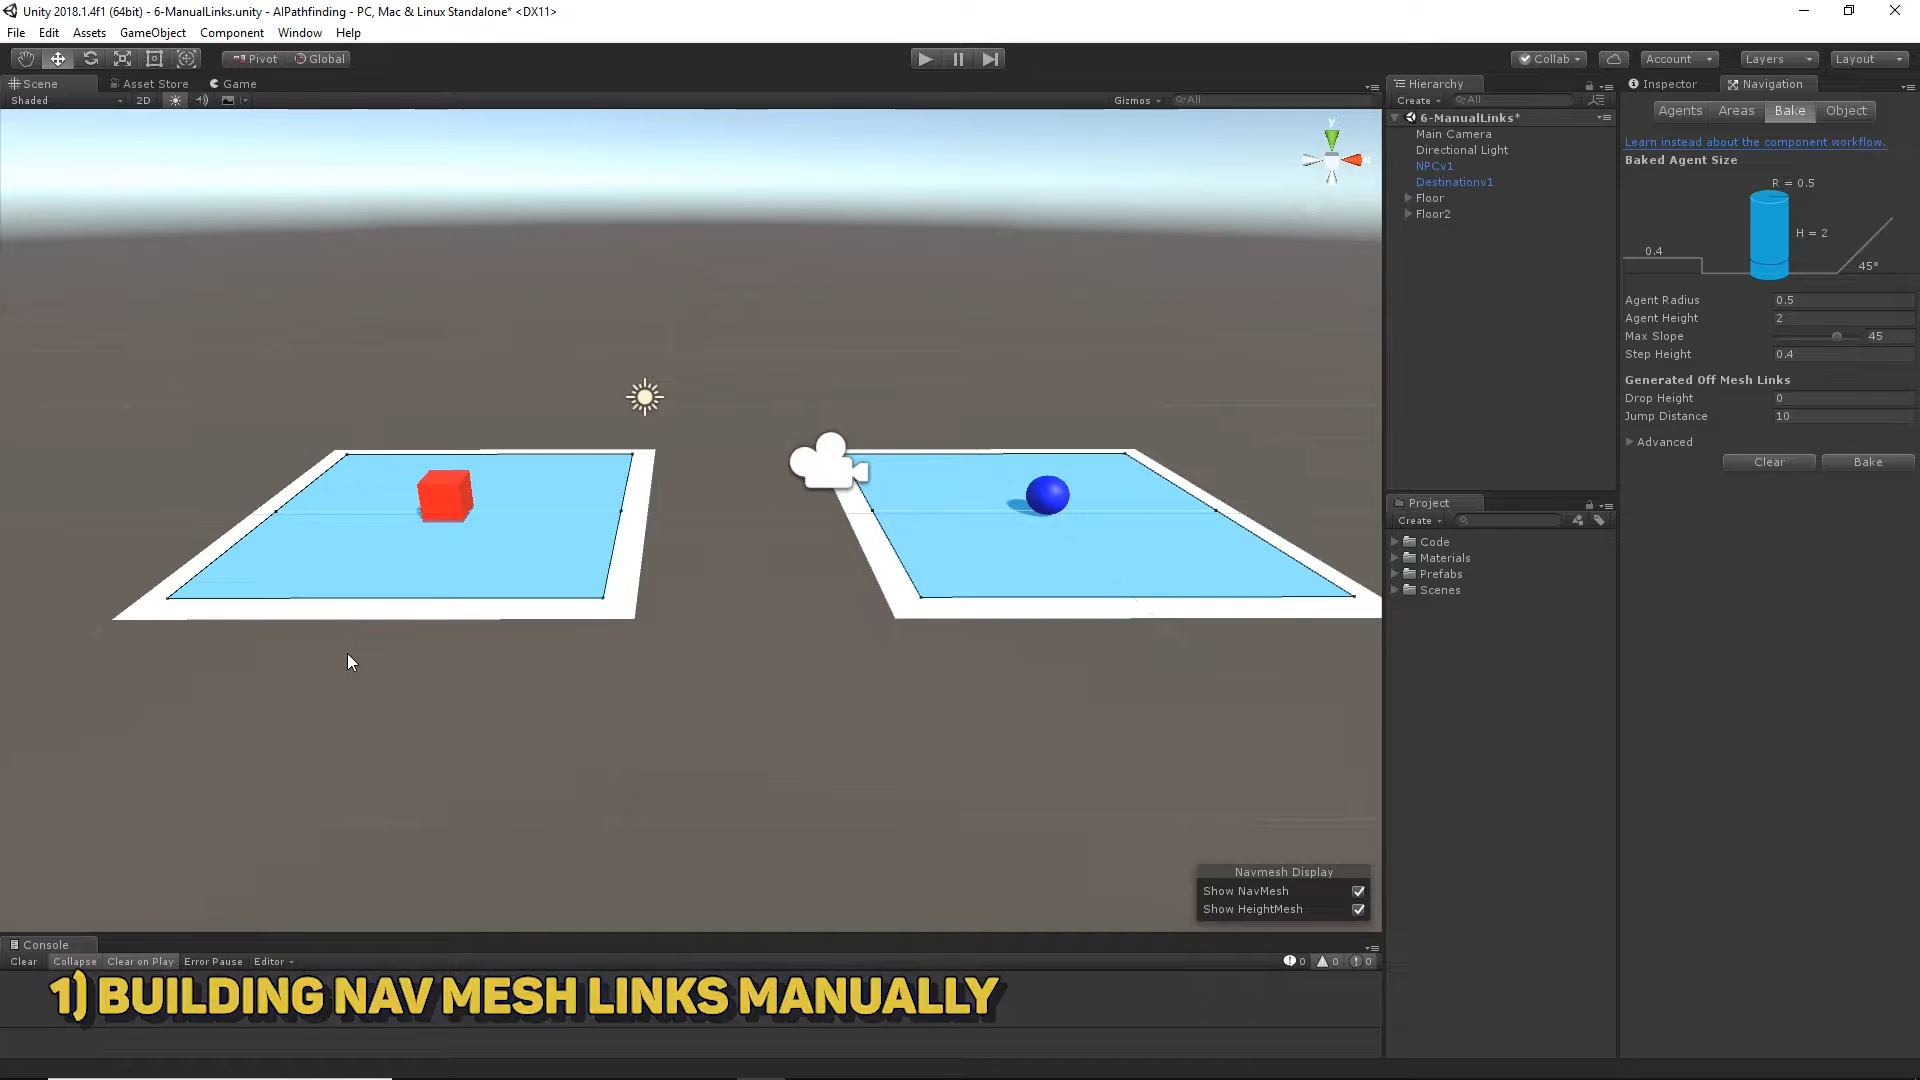 Unity 2018.1.4f1 (64bit) - 6-ManualLinks.unity - AIPathfinding - PC, Mac & Linux Standalone* <DX11>
File Edit Assets GameObject Component Window Help
Pivot Global Collab Account Layers Layout
Scene Asset Store Game
Shaded 2D Gizmos All
y
x
Navmesh Display
Show NavMesh
Show HeightMesh
Hierarchy
Create All
6-ManualLinks*
Main Camera
Directional Light
NPCv1
Destinationv1
Floor
Floor2
Project
Create
Code
Materials
Prefabs
Scenes
Inspector Navigation
Agents Areas Bake Object
Learn instead about the component workflow.
Baked Agent Size
R = 0.5
H = 2
0.4
45°
Agent Radius 0.5
Agent Height 2
Max Slope 45
Step Height 0.4
Generated Off Mesh Links
Drop Height 0
Jump Distance 10
Advanced
Clear Bake
Console
Clear Collapse Clear on Play Error Pause Editor 0 0 0
1) BUILDING NAV MESH LINKS MANUALLY